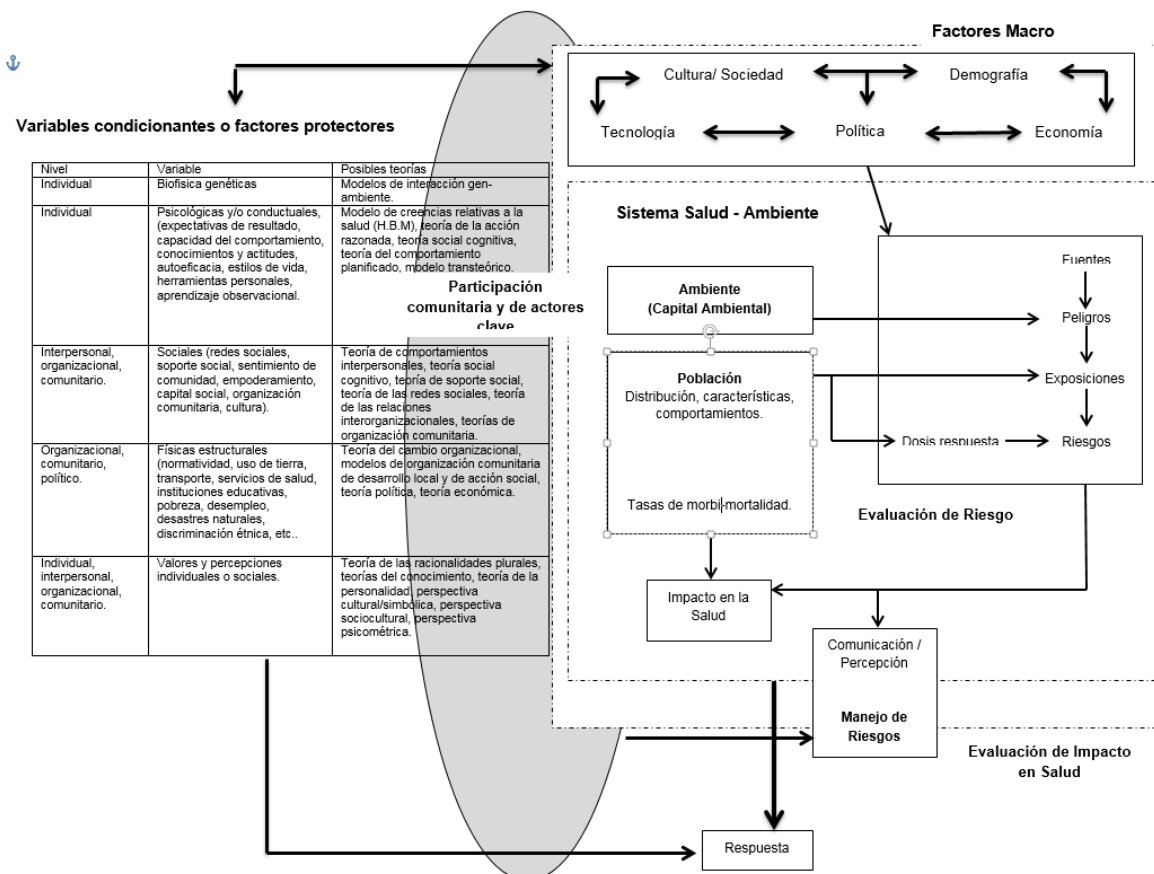 Factores Macro
Cultura/ Sociedad
Demografía
Tecnología
Política
Economía
Variables condicionantes o factores protectores
Nivel
Variable
Posibles teorías
Individual
Biofisica genéticas
Modelos de interacción gen-
ambiente.
Individual
Psicológicas y/o conductuales,
(expectativas de resultado,
capacidad del comportamiento,
conocimientos y actitudes,
autoeficacia, estilos de vida,
herramientas personales,
aprendizaje observacional.
Modelo de creencias relativas a la
salud (H.B.M), teoría de la acción
razonada, teoría social cognitiva,
teoría del comportamiento
planificado, modelo transteórico.
Interpersonal,
organizacional,
comunitario.
Sociales (redes sociales,
soporte social, sentimiento de
comunidad, empoderamiento,
capital social, organización
comunitaria, cultura).
Teoría de comportamientos
interpersonales, teoría social
cognitivo, teoría de soporte social,
teoría de las redes sociales, teoría
de las relaciones
interorganizacionales, teorías de
organización comunitaria.
Organizacional,
comunitario,
político.
Físicas estructurales
(normatividad, uso de tierra,
transporte, servicios de salud,
instituciones educativas,
pobreza, desempleo,
desastres naturales,
discriminación étnica, etc..
Teoría del cambio organizacional,
modelos de organización comunitaria
de desarrollo local y de acción social,
teoría política, teoría económica.
Individual,
interpersonal,
organizacional,
comunitario.
Valores y percepciones
individuales o sociales.
Teoría de las racionalidades plurales,
teorías del conocimiento, teoría de la
personalidad, perspectiva
cultural/simbólica, perspectiva
sociocultural, perspectiva
psicométrica.
Participación
comunitaria y de actores
clave
Sistema Salud - Ambiente
Ambiente
(Capital Ambiental)
Población
Distribución, características,
comportamientos.
Tasas de morbi-mortalidad.
Fuentes
Peligros
Exposiciones
Dosis respuesta
Riesgos
Evaluación de Riesgo
Impacto en la
Salud
Comunicación /
Percepción
Manejo de
Riesgos
Evaluación de Impacto
en Salud
Respuesta